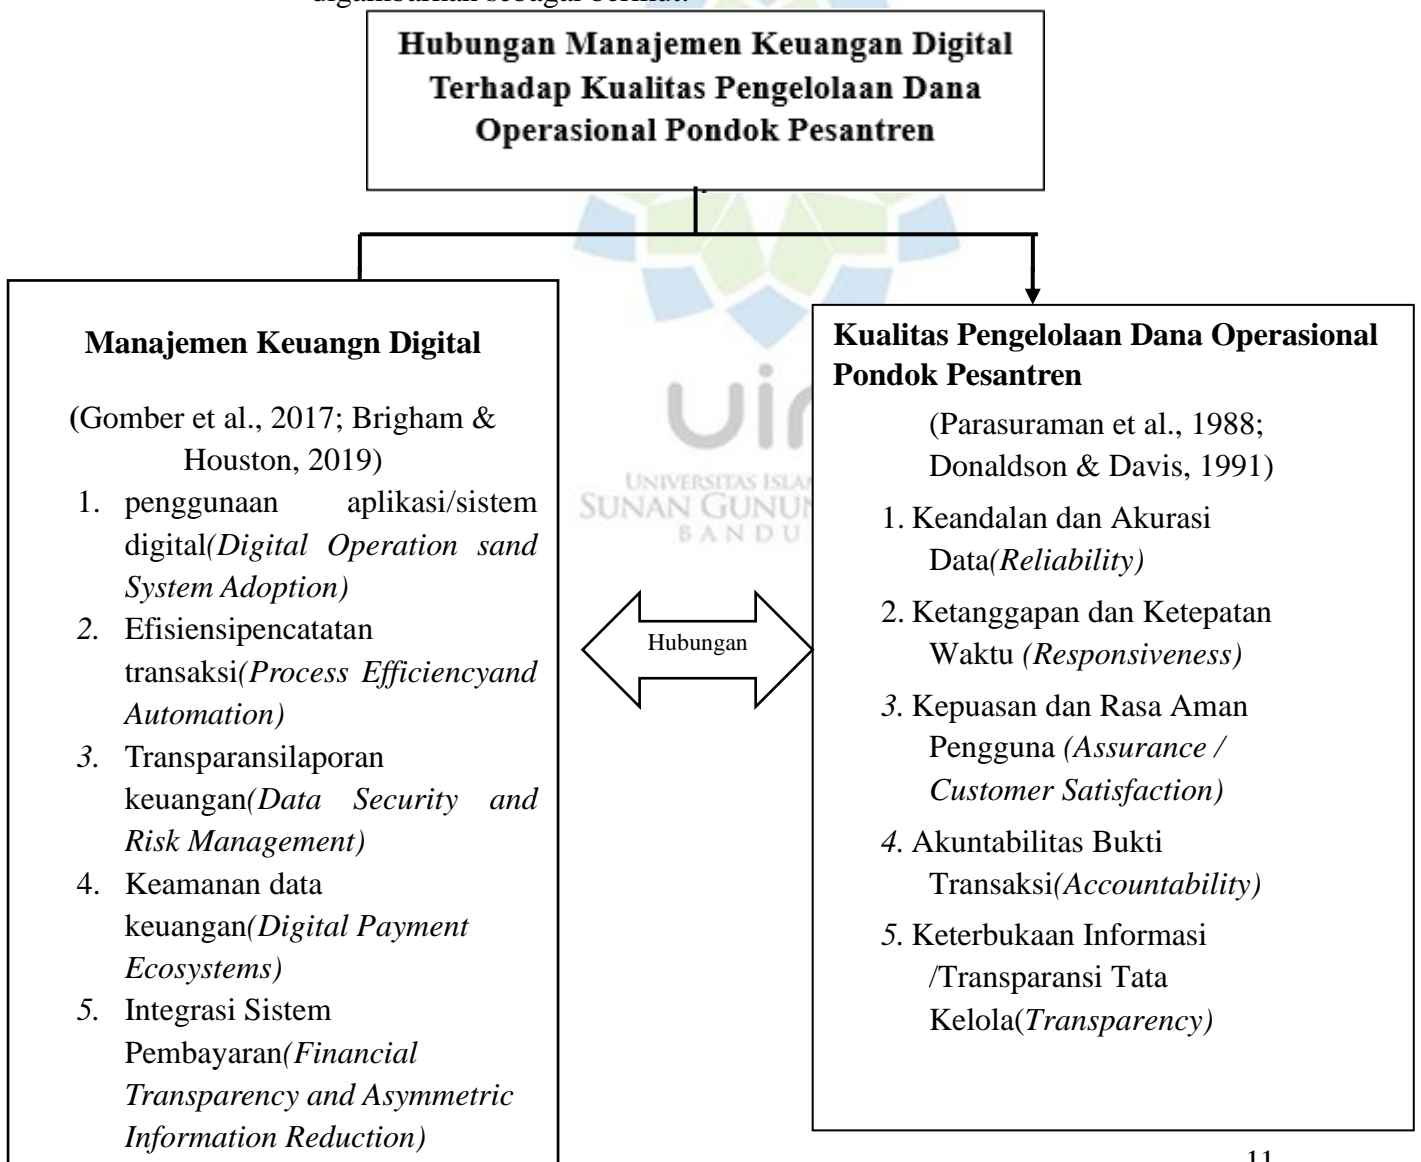 Hubungan Manajemen Keuangan Digital
Terhadap Kualitas Pengelolaan Dana
Operasional Pondok Pesantren
Manajemen Keuangn Digital
(Gomber et al., 2017; Brigham &
Houston, 2019)
1. penggunaan aplikasi/sistem
digital(Digital Operation sand
System Adoption)
2. Efisiensipencatatan
transaksi(Process Efficiencyand
Automation)
3. Transparansilaporan
keuangan(Data Security and
Risk Management)
4. Keamanan data
keuangan(Digital Payment
Ecosystems)
5. Integrasi Sistem
Pembayaran(Financial
Transparency and Asymmetric
Information Reduction)
Hubungan
Kualitas Pengelolaan Dana Operasional
Pondok Pesantren
(Parasuraman et al., 1988;
Donaldson & Davis, 1991)
1. Keandalan dan Akurasi
Data(Reliability)
2. Ketanggapan dan Ketepatan
Waktu (Responsiveness)
3. Kepuasan dan Rasa Aman
Pengguna (Assurance /
Customer Satisfaction)
4. Akuntabilitas Bukti
Transaksi(Accountability)
5. Keterbukaan Informasi
/Transparansi Tata
Kelola(Transparency)
UNIVERSITAS
SUNAN
11